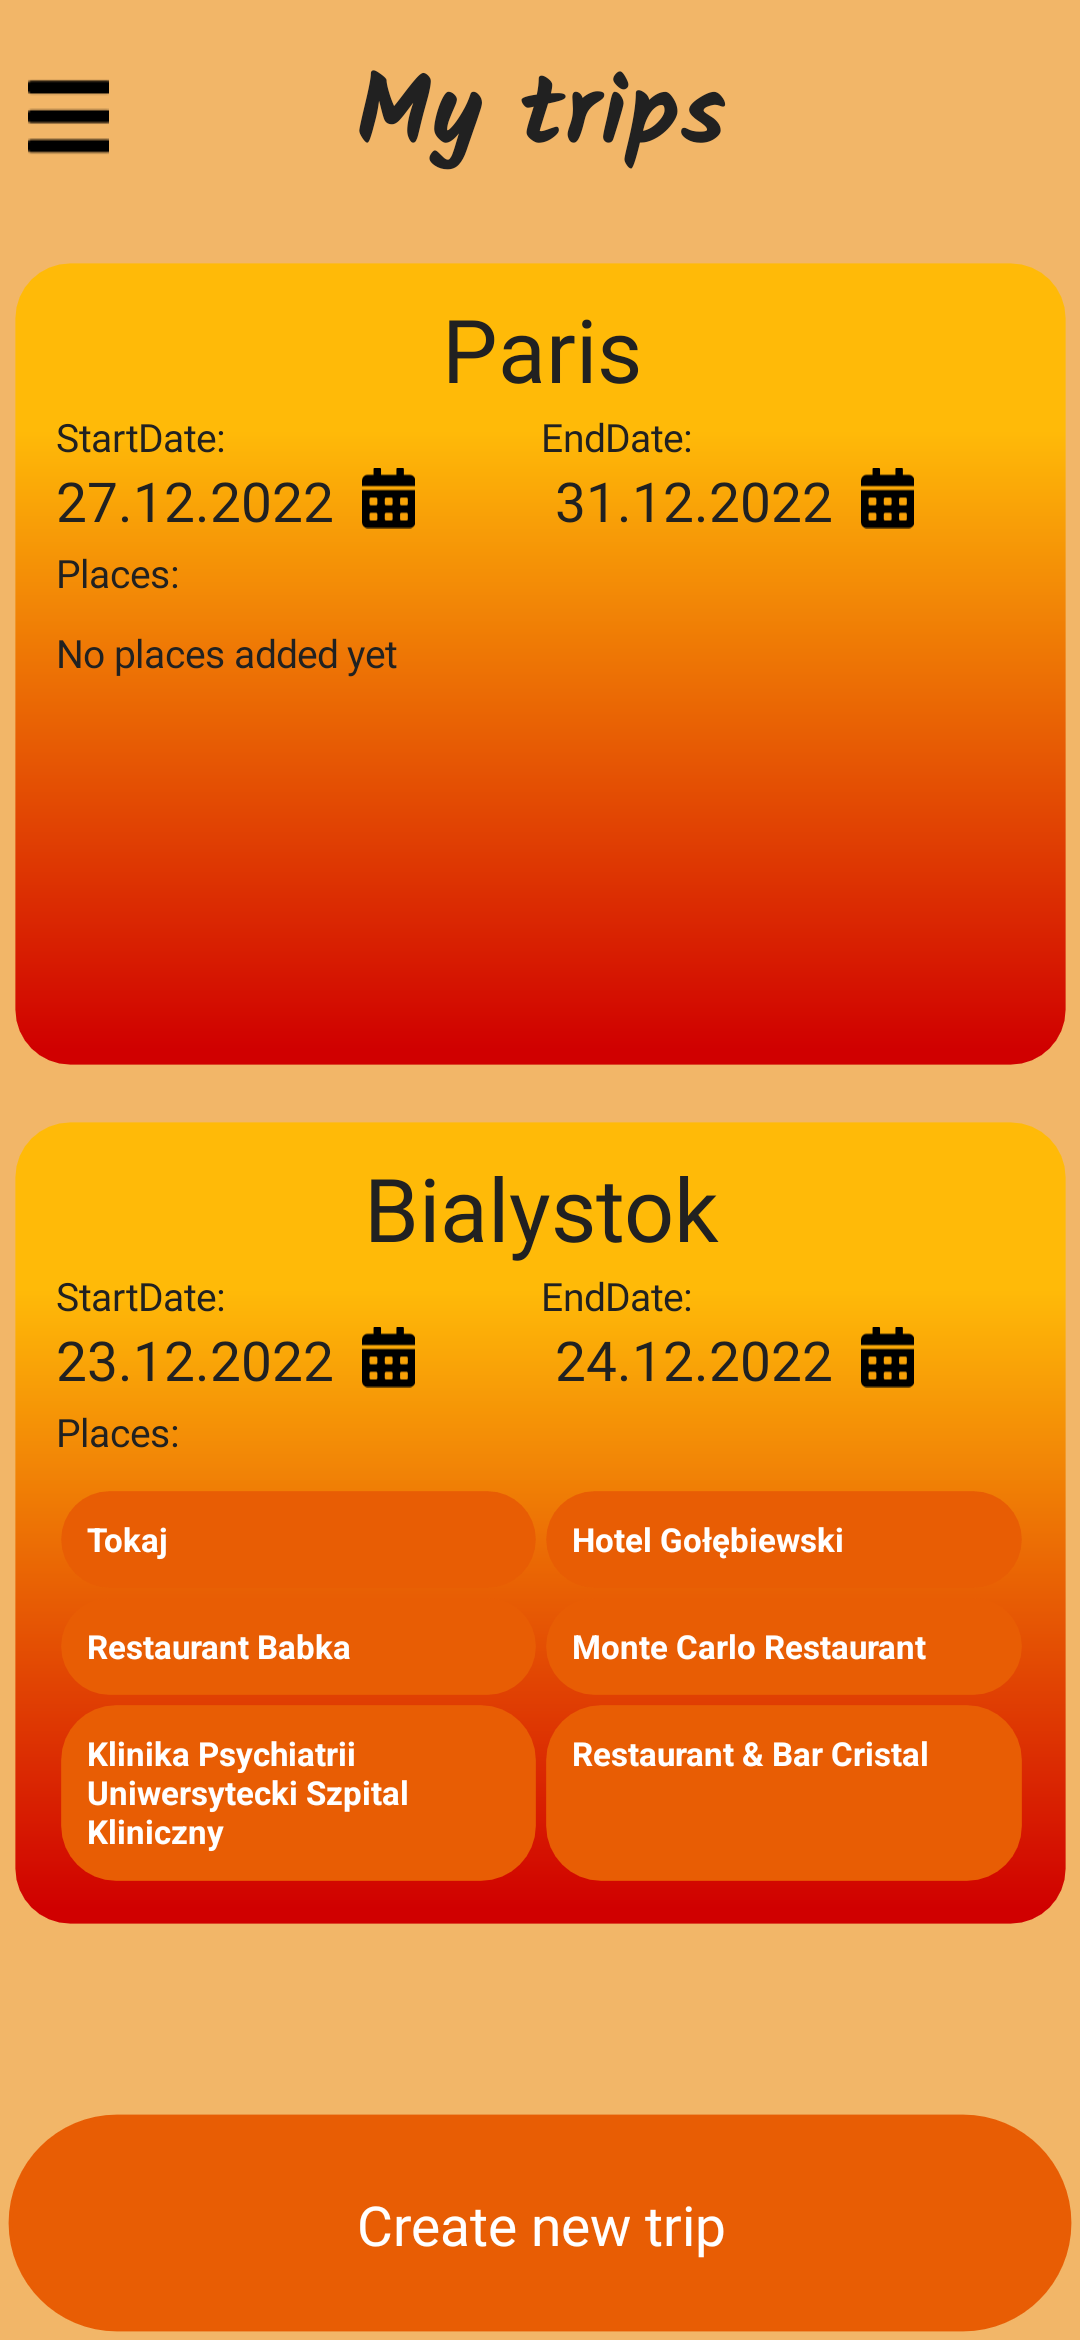 My trips
Paris
StartDate: EndDate:
27.12.2022 31.12.2022
Places:
No places added yet
Bialystok
StartDate: EndDate:
23.12.2022 24.12.2022
Places:
Tokaj
Hotel Gołębiewski
Restaurant Babka
Monte Carlo Restaurant
Klinika Psychiatrii
Uniwersytecki Szpital
Kliniczny
Restaurant & Bar Cristal
Create new trip